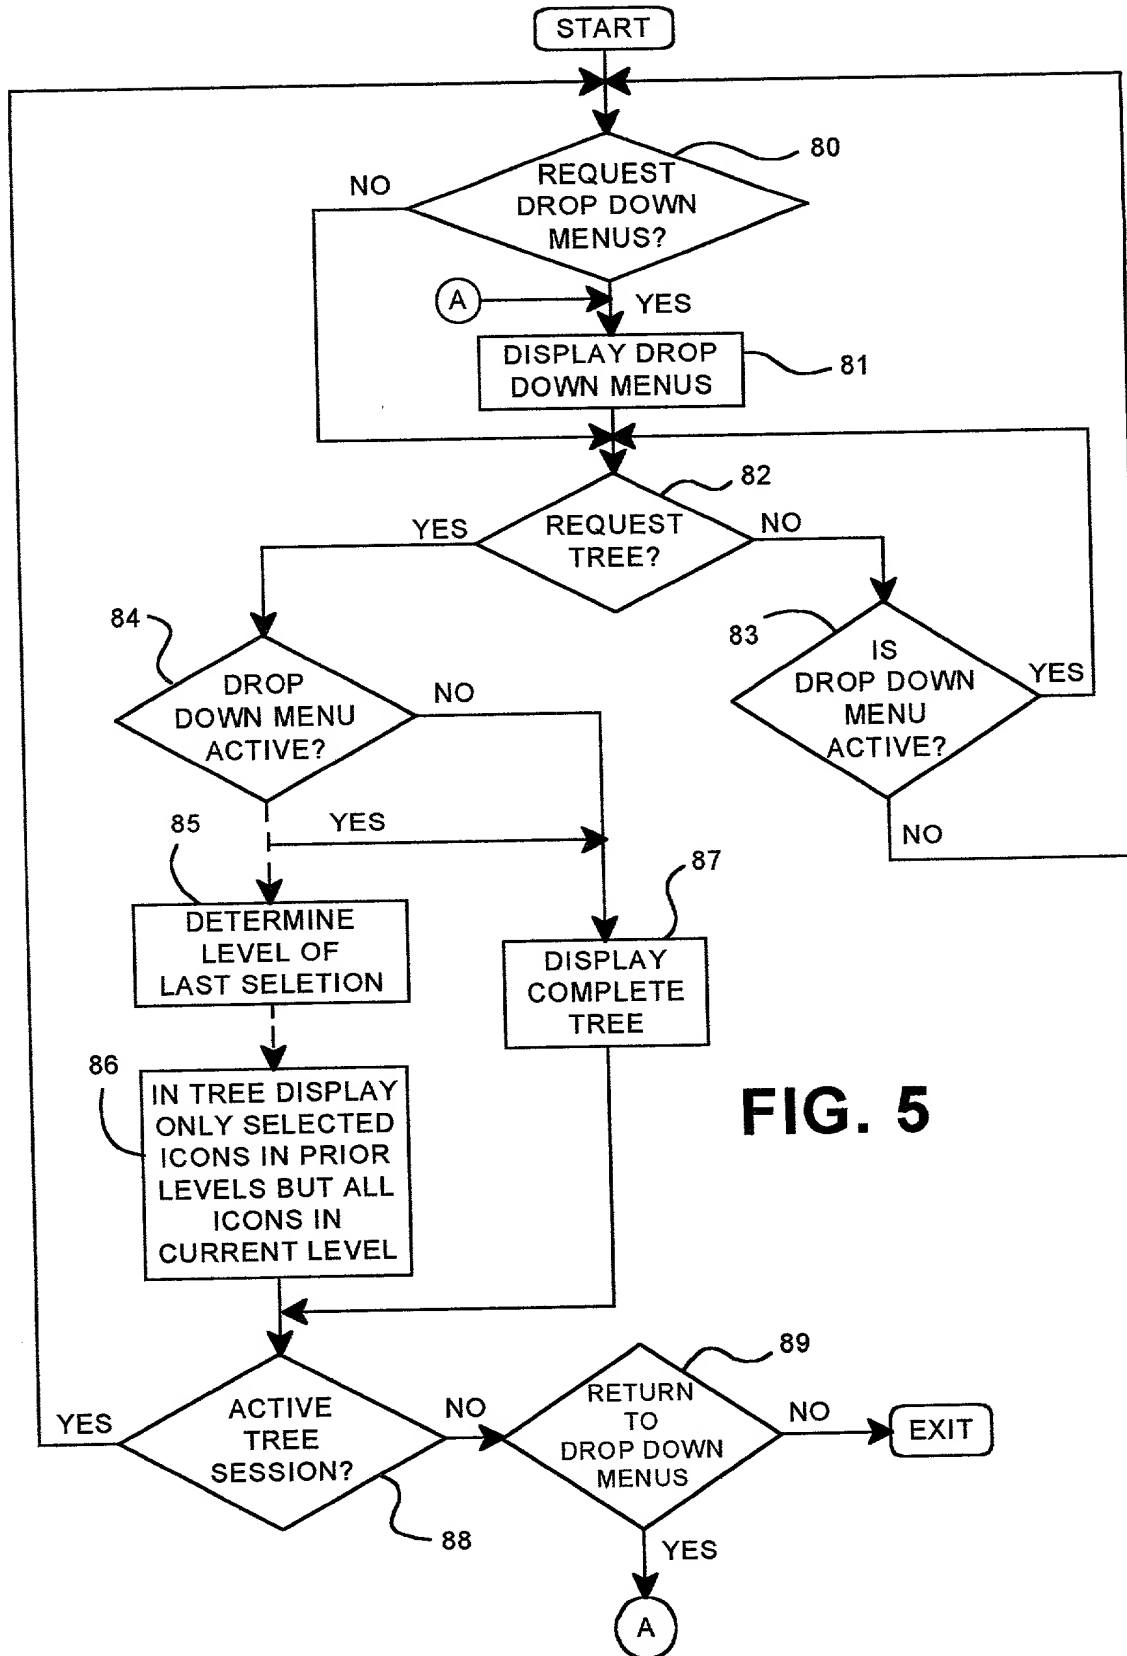 START
80
REQUEST
DROP DOWN
MENUS?
NO
A
YES
DISPLAY DROP
DOWN MENUS
81
82
REQUEST
TREE?
YES
NO
84
DROP
DOWN MENU
ACTIVE?
NO
83
IS
DROP DOWN
MENU
ACTIVE?
YES
NO
YES
85
DETERMINE
LEVEL OF
LAST SELETION
87
DISPLAY
COMPLETE
TREE
86
IN TREE DISPLAY
ONLY SELECTED
ICONS IN PRIOR
LEVELS BUT ALL
ICONS IN
CURRENT LEVEL
FIG. 5
ACTIVE
TREE
SESSION?
YES
NO
88
89
RETURN
TO
DROP DOWN
MENUS
NO
EXIT
YES
A